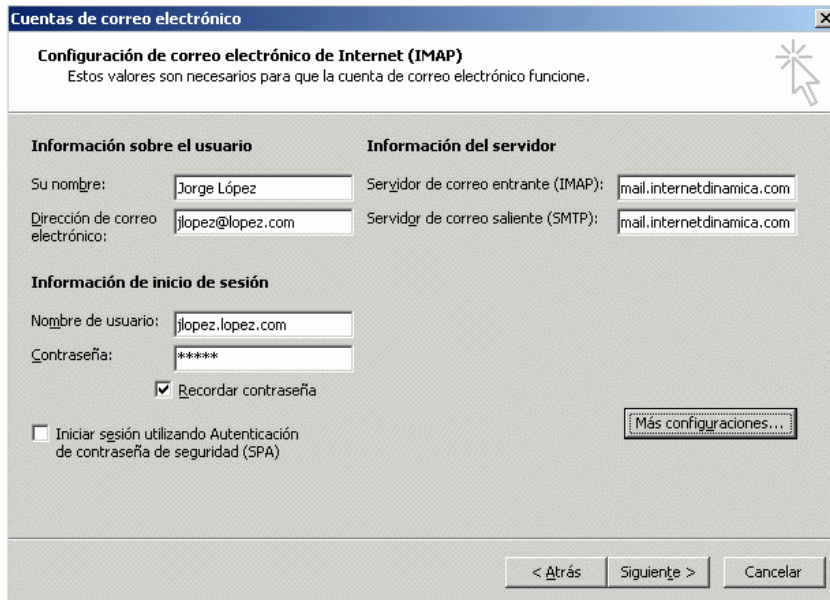 Cuentas de correo electrónico
Configuración de correo electrónico de Internet (IMAP)
Estos valores son necesarios para que la cuenta de correo electrónico funcione.
Información sobre el usuario
Su nombre: Jorge López
Dirección de correo
electrónico: jlopez@lopez.com
Información del servidor
Servidor de correo entrante (IMAP): mail.internetdinamica.com
Servidor de correo saliente (SMTP): mail.internetdinamica.com
Información de inicio de sesión
Nombre de usuario: jlopez.lopez.com
Contraseña: *****
Recordar contraseña
Iniciar sesión utilizando Autenticación
de contraseña de seguridad (SPA)
Más configuraciones...
< Atrás Siguiente > Cancelar